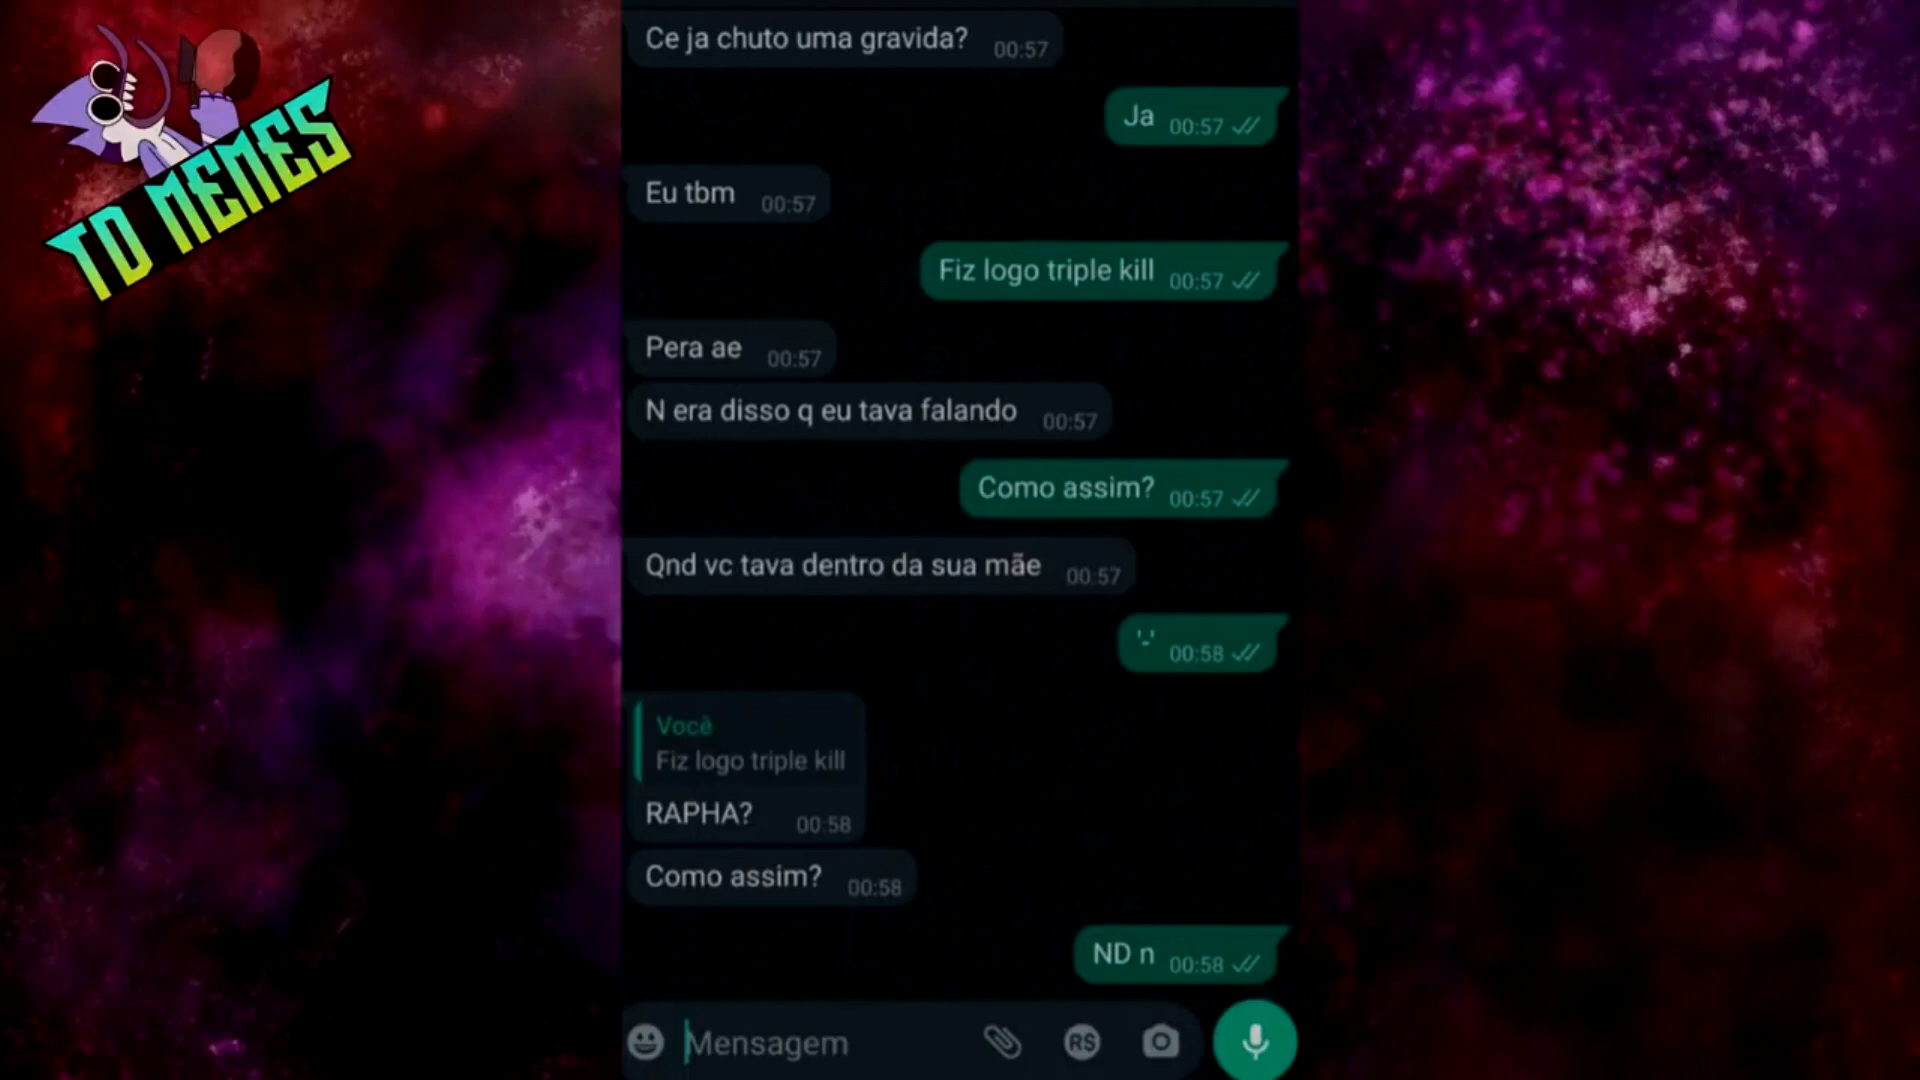 TD MEMES
Ce ja chuto uma gravida? 00:57
Ja 00:57
Eu tbm 00:57
Fiz logo triple kill 00:57
Pera ae 00:57
N era disso q eu tava falando 00:57
Como assim? 00:57
Qnd vc tava dentro da sua mãe 00:57
'.-' 00:58
Você
Fiz logo triple kill
RAPHA? 00:58
Como assim? 00:58
ND n 00:58
Mensagem
R$